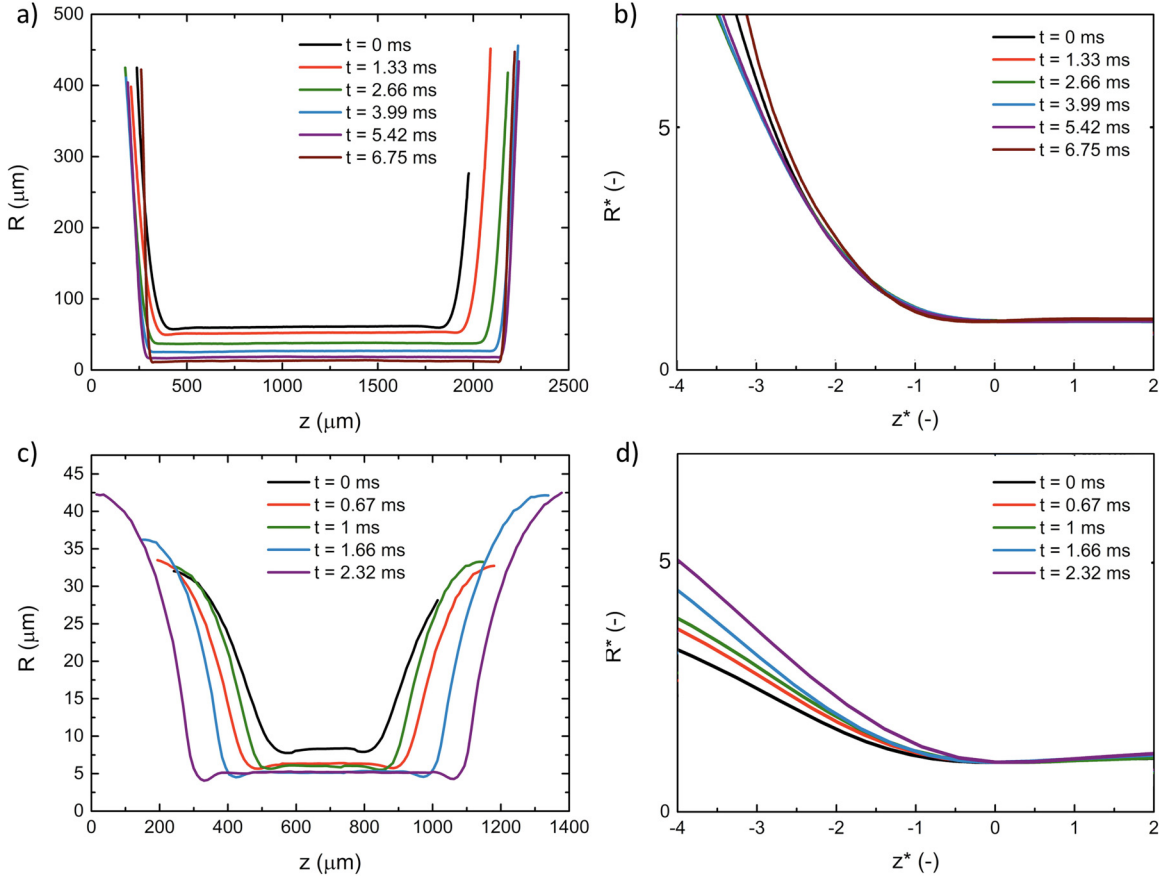 a)
500
400
300
200
100
0
R (μm)
t = 0 ms
t = 1.33 ms
t = 2.66 ms
t = 3.99 ms
t = 5.42 ms
t = 6.75 ms
0 500 1000 1500 2000 2500
z (μm)
b)
5
0
R* (-)
t = 0 ms
t = 1.33 ms
t = 2.66 ms
t = 3.99 ms
t = 5.42 ms
t = 6.75 ms
-4 -3 -2 -1 0 1 2
z* (-)
c)
45
40
35
30
25
20
15
10
5
0
R (μm)
t = 0 ms
t = 0.67 ms
t = 1 ms
t = 1.66 ms
t = 2.32 ms
0 200 400 600 800 1000 1200 1400
z (μm)
d)
5
0
R* (-)
t = 0 ms
t = 0.67 ms
t = 1 ms
t = 1.66 ms
t = 2.32 ms
-4 -3 -2 -1 0 1 2
z* (-)